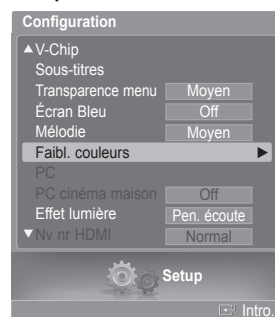 Configuration
▲V-Chip
Sous-titres
Transparence menu Moyen
Écran Bleu Off
Mélodie Moyen
Faibl. couleurs ►
PC
PC cinéma maison Off
Effet lumière Pen. écoute
▼Nv nr HDMI Normal
Setup
Intro.